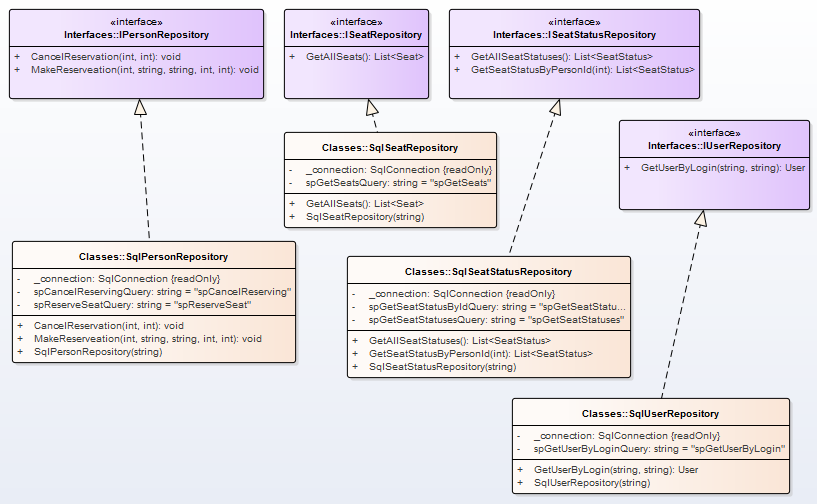 «interface»
Interfaces::IPersonRepository
+ CancelReservation(int, int): void
+ MakeReserveation(int, string, string, int, int): void
«interface»
Interfaces::ISeatRepository
+ GetAllSeats(): List<Seat>
«interface»
Interfaces::ISeatStatusRepository
+ GetAllSeatStatuses(): List<SeatStatus>
+ GetSeatStatusByPersonId(int): List<SeatStatus>
«interface»
Interfaces::IUserRepository
+ GetUserByLogin(string, string): User
Classes::SqlSeatRepository
- _connection: SqlConnection {readOnly}
- spGetSeatsQuery: string = "spGetSeats"
+ GetAllSeats(): List<Seat>
+ SqlSeatRepository(string)
Classes::SqlPersonRepository
- _connection: SqlConnection {readOnly}
- spCancelReservingQuery: string = "spCancelReserving"
- spReserveSeatQuery: string = "spReserveSeat"
+ CancelReservation(int, int): void
+ MakeReserveation(int, string, string, int, int): void
+ SqlPersonRepository(string)
Classes::SqlSeatStatusRepository
- _connection: SqlConnection {readOnly}
- spGetSeatStatusByIdQuery: string = "spGetSeatStatu...
- spGetSeatStatusesQuery: string = "spGetSeatStatuses"
+ GetAllSeatStatuses(): List<SeatStatus>
+ GetSeatStatusByPersonId(int): List<SeatStatus>
+ SqlSeatStatusRepository(string)
Classes::SqlUserRepository
- _connection: SqlConnection {readOnly}
- spGetUserByLoginQuery: string = "spGetUserByLogin"
+ GetUserByLogin(string, string): User
+ SqlUserRepository(string)